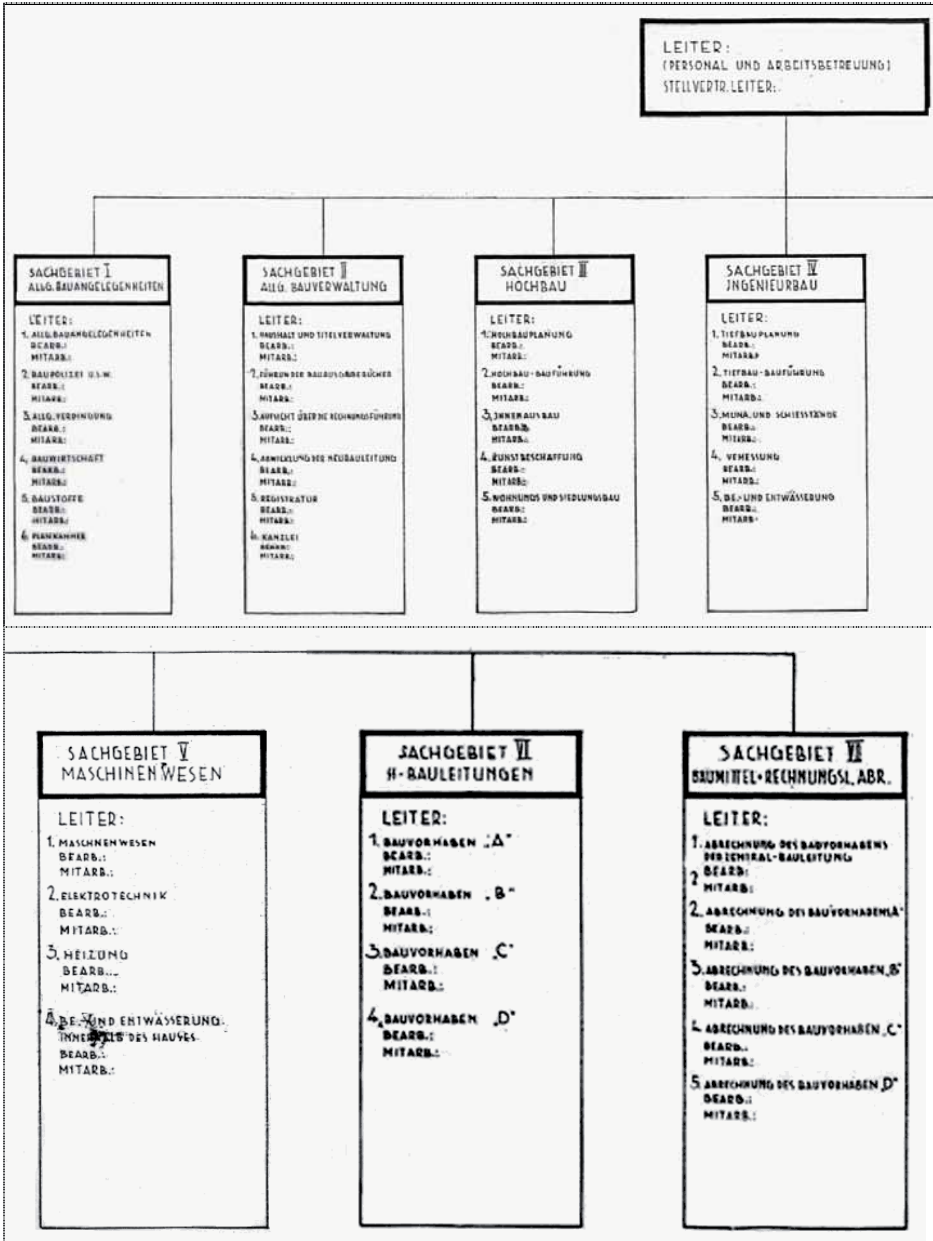 LEITER:
(PERSONAL UND ARBEITSBETREUUNG)
STELLVERTR. LEITER:
SACHGEBIET I
ALLG. BAUANGELEGENHEITEN
LEITER:
1. ALLG. BAUANGELEGENHEITEN
BEARB.:
MITARB.:
2. BAUPOLIZEI U.S.W.
BEARB.:
MITARB.:
3. ALLG. VERDINGUNG
BEARB.:
MITARB.:
4. BAUWIRTSCHAFT
BEARB.:
MITARB.:
5. BAUSTOFFE
BEARB.:
MITARB.:
6. PLANKAMMER
BEARB.:
MITARB.:
SACHGEBIET II
ALLG. BAUVERWALTUNG
LEITER:
1. HAUSHALT UND TITELVERWALTUNG
BEARB.:
MITARB.:
2. FÜHRUNG DER BAUAUSGABEBÜCHER
BEARB.:
MITARB.:
3. AUFSICHT ÜBER DIE RECHNUNGSFÜHRUNG
BEARB.:
MITARB.:
4. ABWICKLUNG DER NEUBAULEITUNG
BEARB.:
MITARB.:
5. REGISTRATUR
BEARB.:
MITARB.:
6. KANZLEI
BEARB.:
MITARB.:
SACHGEBIET III
HOCHBAU
LEITER:
1. HOCHBAUPLANUNG
BEARB.:
MITARB.:
2. HOCHBAU-BAUFÜHRUNG
BEARB.:
MITARB.:
3. INNENAUSBAU
BEARB.:
MITARB.:
4. KUNSTBESCHAFFUNG
BEARB.:
MITARB.:
5. WOHNUNGS UND SIEDLUNGSBAU
BEARB.:
MITARB.:
SACHGEBIET IV
INGENIEURBAU
LEITER:
1. TIEFBAUPLANUNG
BEARB.:
MITARB.:
2. TIEFBAU-BAUFÜHRUNG
BEARB.:
MITARB.:
3. MUNA. UND SCHIESSTÄNDE
BEARB.:
MITARB.:
4. VERMESSUNG
BEARB.:
MITARB.:
5. BE.- UND ENTWÄSSERUNG
BEARB.:
MITARB.
SACHGEBIET V
MASCHINENWESEN
LEITER:
1. MASCHINENWESEN
BEARB.:
MITARB.:
2. ELEKTROTECHNIK
BEARB.:
MITARB.:
3. HEIZUNG
BEARB.:
MITARB.:
4. BE.- UND ENTWÄSSERUNG
INNERHALB DES HAUSES
BEARB.:
MITARB.:
SACHGEBIET VI
BAULEITUNGEN
LEITER:
1. BAUVORHABEN „A"
BEARB.:
MITARB.:
2. BAUVORHABEN „B"
BEARB.:
MITARB.:
3. BAUVORHABEN „C"
BEARB.:
MITARB.:
4. BAUVORHABEN „D"
BEARB.:
MITARB.:
SACHGEBIET VII
BAUMITTEL-RECHNUNGSL. ABR.
LEITER:
1. ABRECHNUNG DES BAUVORHABENS
DER ZENTRAL-BAULEITUNG
BEARB:
2 MITARB:
2. ABRECHNUNG DES BAUVORHABEN „A"
BEARB.:
MITARB.:
3. ABRECHNUNG DES BAUVORHABEN „B"
BEARB.:
MITARB.:
4. ABRECHNUNG DES BAUVORHABEN „C"
BEARB.:
MITARB.:
5. ABRECHNUNG DES BAUVORHABEN „D"
BEARB.:
MITARB.: